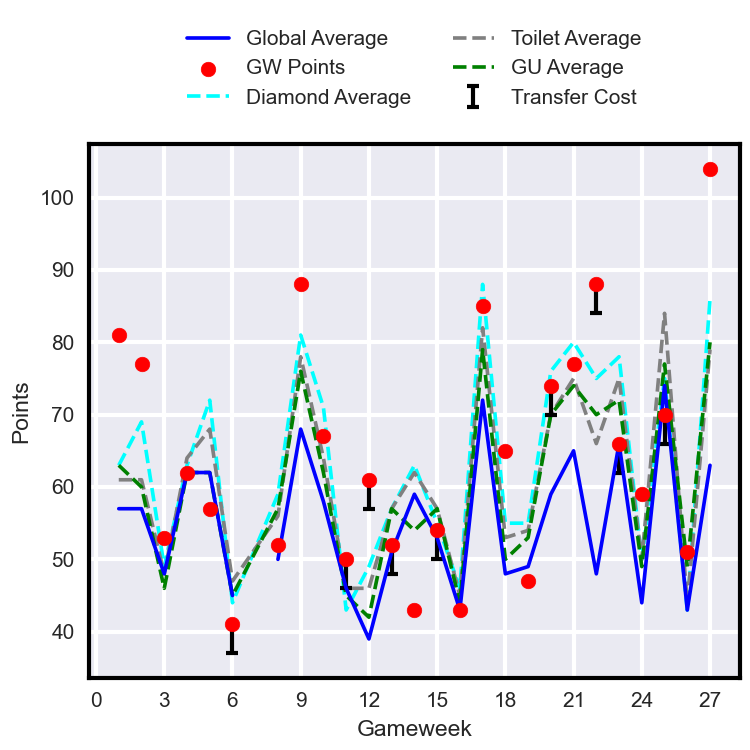 Global Average
GW Points
Diamond Average
Toilet Average
GU Average
Transfer Cost
100
90
80
70
60
50
40
Points
0 3 6 9 12 15 18 21 24 27
Gameweek